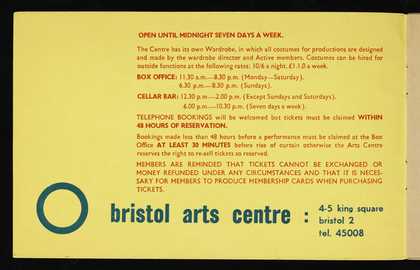 OPEN UNTIL MIDNIGHT SEVEN DAYS A WEEK.
The Centre has its own Wardrobe, in which all costumes for productions are designed
and made by the wardrobe director and Active members. Costumes can be hired for
outside functions at the following rates: 10/6 a night, £1.1.0 a week.
BOX OFFICE: 11.30 a.m.—8.30 p.m. (Monday—Saturday).
6.30 p.m.—8.30 p.m. (Sundays).
CELLAR BAR: 12.30 p.m.—2.00 p.m. (Except Sundays and Saturdays).
6.00 p.m.—10.30 p.m. (Seven days a week).
TELEPHONE BOOKINGS will be welcomed but tickets must be claimed WITHIN
48 HOURS OF RESERVATION.
Bookings made less than 48 hours before a performance must be claimed at the Box
Office AT LEAST 30 MINUTES before rise of curtain otherwise the Arts Centre
reserves the right to re-sell tickets so reserved.
MEMBERS ARE REMINDED THAT TICKETS CANNOT BE EXCHANGED OR
MONEY REFUNDED UNDER ANY CIRCUMSTANCES AND THAT IT IS NECES-
SARY FOR MEMBERS TO PRODUCE MEMBERSHIP CARDS WHEN PURCHASING
TICKETS.
bristol arts centre :
4-5 king square
bristol 2
tel. 45008